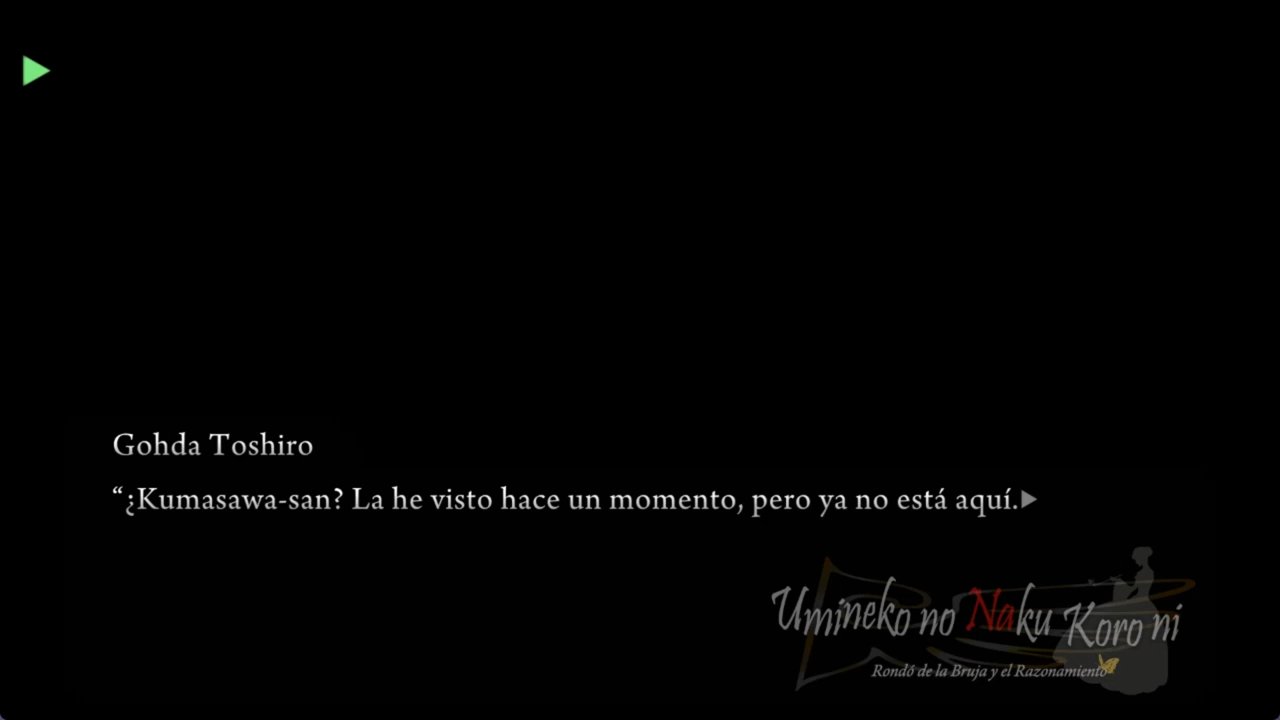 Gohda Toshiro
“¿Kumasawa-san? La he visto hace un momento, pero ya no está aquí.
Umineko no Naku Koro ni
Rondó de la Bruja y el Razonamiento